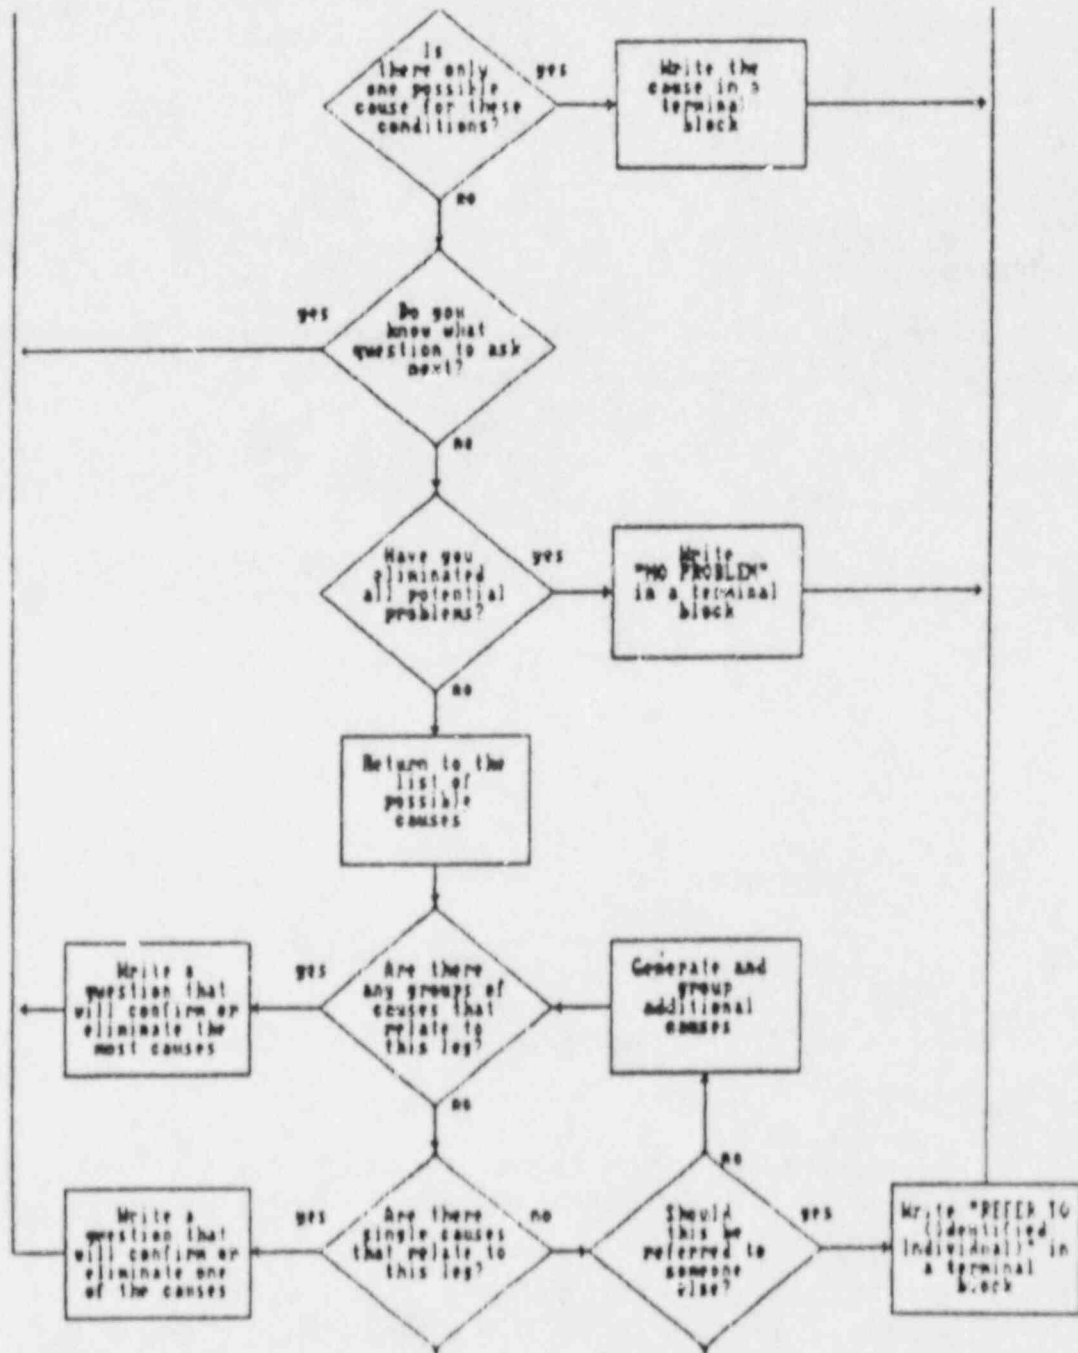 Is
there only
one possible
cause for these
conditions?
yes
Write the
cause in a
terminal
block
no
Do you
know what
question to ask
next?
yes
no
Have you
eliminated
all potential
problems?
yes
Write
"NO PROBLEM"
in a terminal
block
no
Return to the
list of
possible
causes
Write a
question that
will confirm or
eliminate the
most causes
yes
Are there
any groups of
causes that
relate to
this leg?
Generate and
group
additional
causes
no
no
Write a
question that
will confirm or
eliminate one
of the causes
yes
Are there
single causes
that relate to
this leg?
no
Should
this be
referred to
someone
else?
yes
Write "REFER TO
(Identified
Individual)" in
a terminal
block